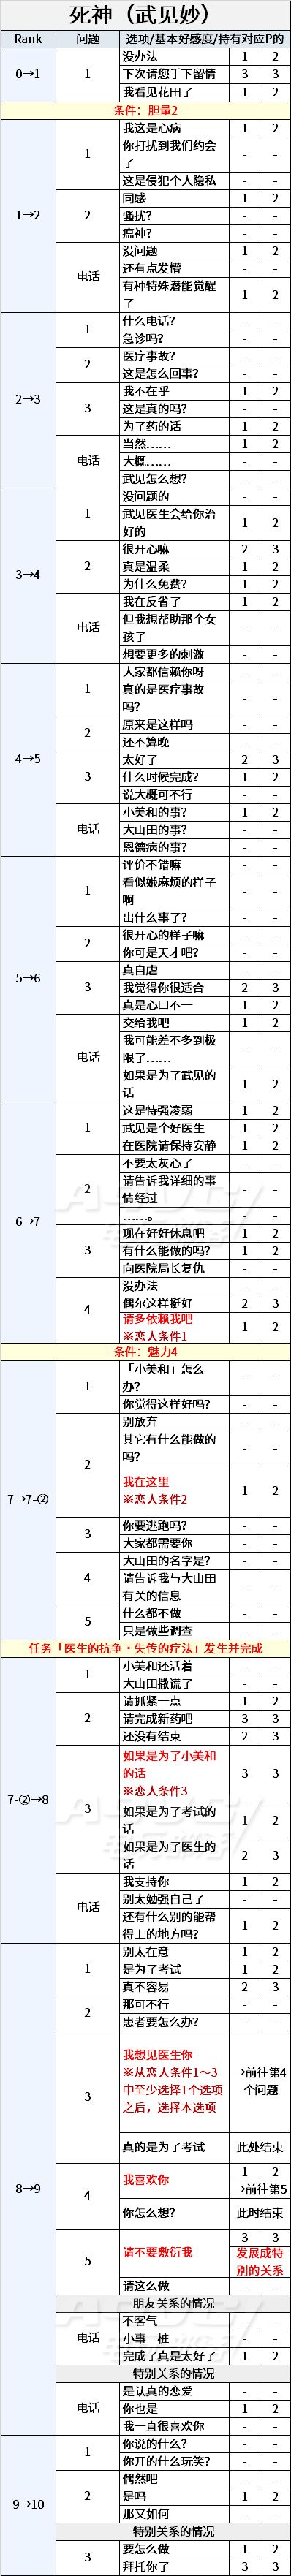 死神（武见妙）
Rank 问题 选项/基本好感度/持有对应P的
0→1 1 没办法 1 2
下次请您手下留情 3 3
我看见花田了 1 2
条件：胆量2
1→2 1 我这是心病 1 2
你打扰到我们约会
了 - -
这是侵犯个人隐私 - -
2 同感 1 2
骚扰？ - -
瘟神？ - -
电话 没问题 1 2
还有点发懵 - -
有种特殊潜能觉醒
了 1 2
2→3 1 什么电话？ - -
急诊吗？ - -
2 医疗事故？ - -
这是怎么回事？ - -
3 我不在乎 1 2
这是真的吗？ - -
为了药的话 1 2
电话 当然…… 1 2
大概…… - -
武见怎么想？ - -
3→4 1 没问题的 - -
武见医生会给你治
好的 1 2
2 很开心嘛 2 3
真是温柔 1 2
为什么免费？ 1 2
电话 我在反省了 1 2
但我想帮助那个女
孩子 - -
想要更多的刺激 - -
4→5 1 大家都信赖你呀 - -
真的是医疗事故
吗？ - -
2 原来是这样吗 - -
还不算晚 - -
3 太好了 2 3
什么时候完成？ 1 2
说大概可不行 - -
电话 小美和的事？ 1 2
大山田的事？ - -
恩德病的事？ - -
5→6 1 评价不错嘛 - -
看似嫌麻烦的样子
啊 - -
出什么事了？ - -
2 很开心的样子嘛 - -
你可是天才吧？ - -
3 真自虐 - -
我觉得你很适合 2 3
真是心口不一 1 2
电话 交给我吧 1 2
我可能差不多到极
限了…… - -
如果是为了武见的
话 1 2
6→7 1 这是恃强凌弱 1 2
武见是个好医生 1 2
在医院请保持安静 1 2
2 不要太灰心了 - -
请告诉我详细的事
情经过 - -
……。 - -
3 现在好好休息吧 1 2
有什么能做的吗？ 1 2
向医院局长复仇 - -
4 没办法 - -
偶尔这样挺好 2 3
请多依赖我吧
※恋人条件1 1 2
条件：魅力4
7→7-② 1 「小美和」怎么
办？ - -
你觉得这样好吗？ - -
2 别放弃 - -
其它有什么能做的
吗？ - -
我在这里
※恋人条件2 1 2
3 你要逃跑吗？ - -
大家都需要你 - -
4 大山田的名字是？ - -
请告诉我与大山田
有关的信息 - -
5 什么都不做 - -
只是做些调查 - -
任务「医生的抗争・失传的疗法」发生并完成
7-②→8 1 小美和还活着 - -
大山田撒谎了 - -
2 请抓紧一点 1 2
请完成新药吧 3 3
还没有结束 2 3
3 如果是为了小美和
的话
※恋人条件3 3 3
如果是为了考试的
话 1 2
如果是为了医生的
话 2 3
电话 我支持你 1 2
别太勉强自己了 - -
还有什么别的能帮
得上的地方吗？ 1 2
8→9 1 别太在意 1 2
是为了考试 1 2
真不容易 2 3
2 那可不行 - -
患者要怎么办？ - -
3 我想见医生你
※从恋人条件1～3
中至少选择1个选项
之后，选择本选项 →前往第4
个问题
真的是为了考试 此处结束
4 我喜欢你 1 2
→前往第5
你怎么想？ 此时结束
5 请不要敷衍我 3 3
发展成特
别的关系
请这么做 - -
朋友关系的情况
电话 不客气 - -
小事一桩 - -
完成了真是太好了 1 2
特别关系的情况
电话 是认真的恋爱 - -
你也是 1 2
我一直很喜欢你 - -
9→10 1 你说的什么？ - -
你开的什么玩笑？ - -
2 偶然吧 - -
是吗 1 2
那又如何 - -
特别关系的情况
3 要怎么做 1 2
拜托你了 3 3